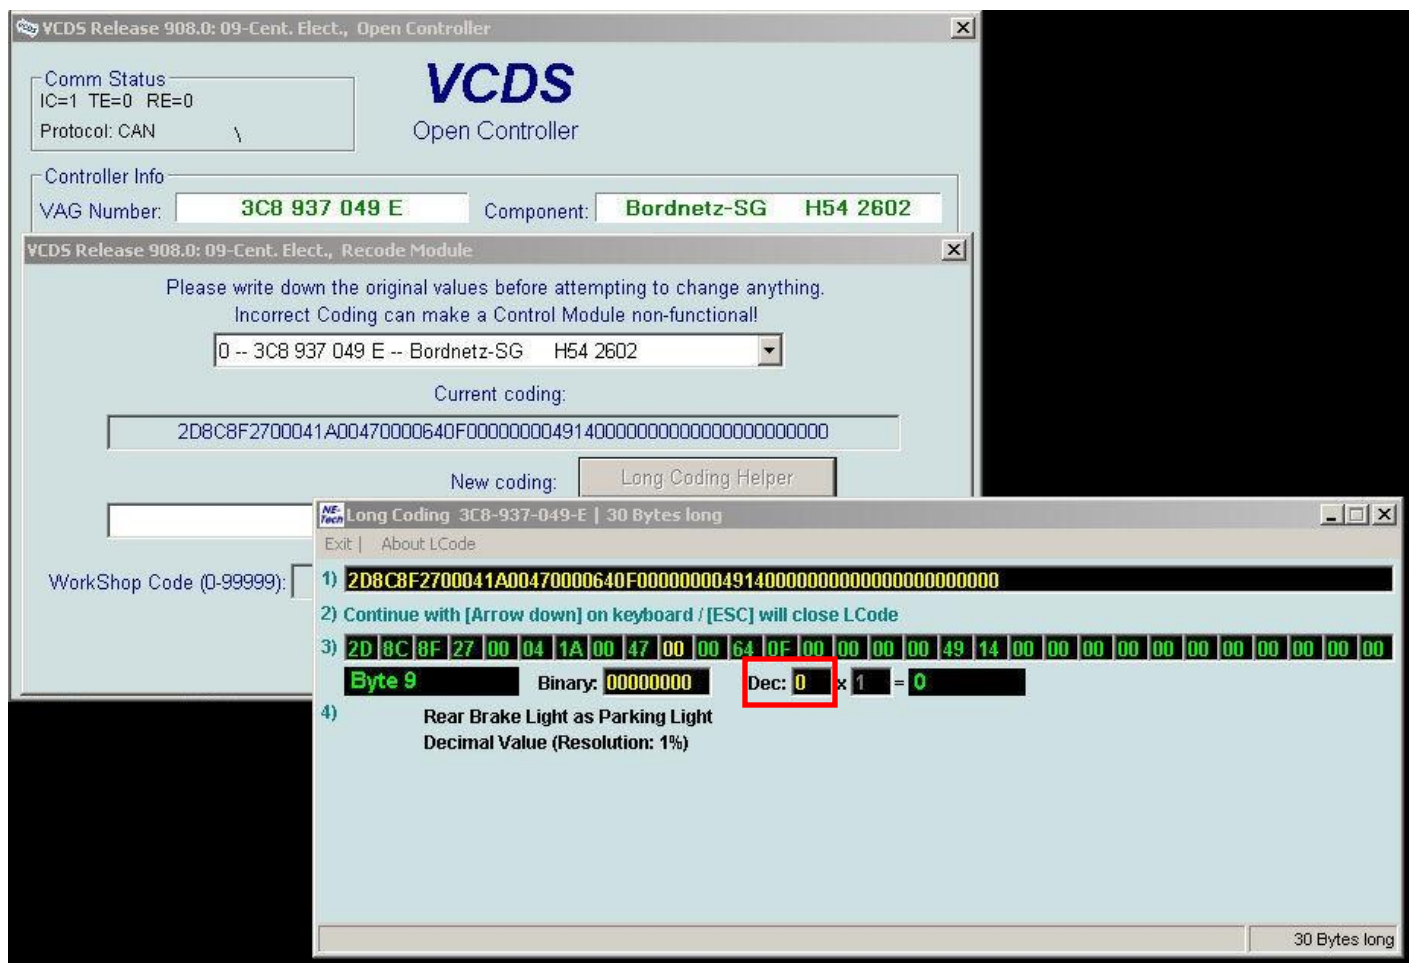 VCDS Release 908.0: 09-Cent. Elect., Open Controller
Comm Status
IC=1 TE=0 RE=0
Protocol: CAN \
VCDS
Open Controller
Controller Info
VAG Number: 3C8 937 049 E Component: Bordnetz-SG H54 2602
VCDS Release 908.0: 09-Cent. Elect., Recode Module
Please write down the original values before attempting to change anything.
Incorrect Coding can make a Control Module non-functional!
0 -- 3C8 937 049 E -- Bordnetz-SG H54 2602
Current coding:
2D8C8F2700041A00470000640F00000000491400000000000000000000
New coding: Long Coding Helper
WorkShop Code (0-99999):
NE-Tech Long Coding 3C8-937-049-E | 30 Bytes long
Exit | About LCode
1) 2D8C8F2700041A00470000640F00000000491400000000000000000000
2) Continue with [Arrow down] on keyboard / [ESC] will close LCode
3) 2D 8C 8F 27 00 04 1A 00 47 00 00 64 0F 00 00 00 00 49 14 00 00 00 00 00 00 00 00 00 00 00
Byte 9 Binary: 00000000 Dec: 0 x 1 = 0
4) Rear Brake Light as Parking Light
Decimal Value (Resolution: 1%)
30 Bytes long